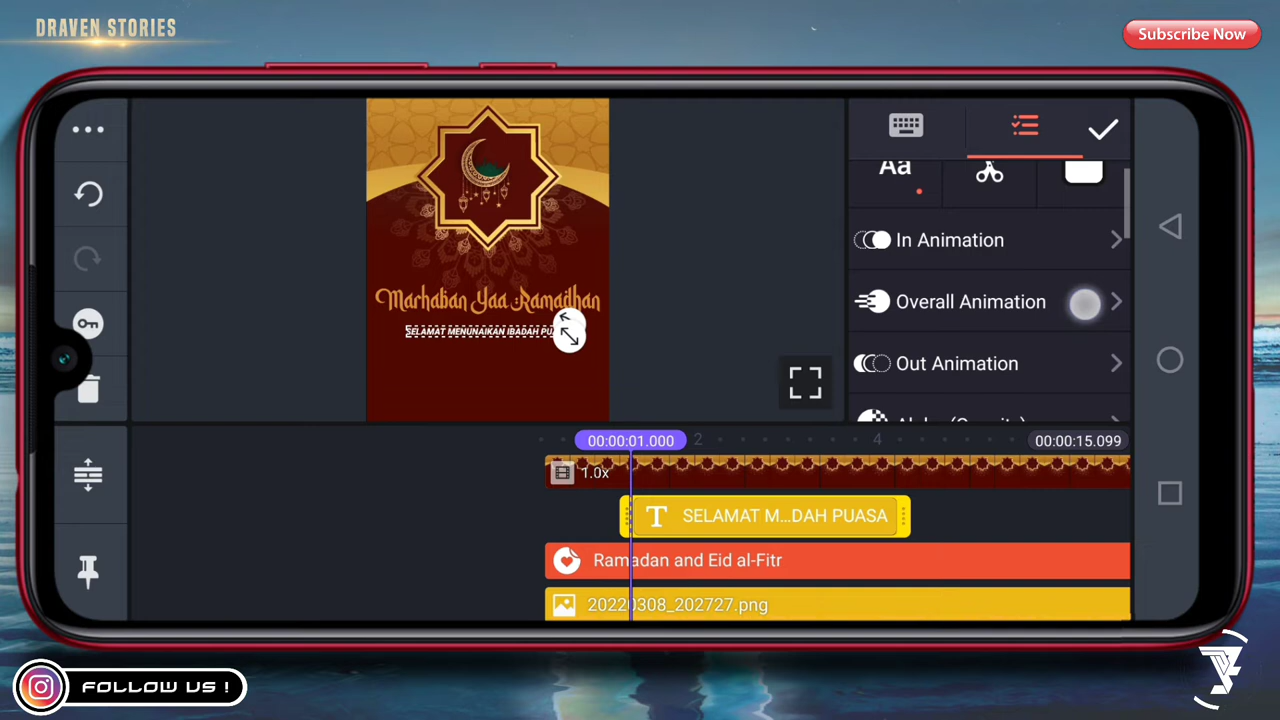 DRAVEN STORIES
Subscribe Now
Aa
In Animation
Marhaban Yaa Ramadhan
Overall Animation
SELAMAT MENUNAIKAN IBADAH
Out Animation
Alpha (Opacity)
00:00:01.000
2
4
00:00:15.099
1.0x
T SELAMAT M...DAH PUASA
Ramadan and Eid al-Fitr
20220308_202727.png
FOLLOW US !